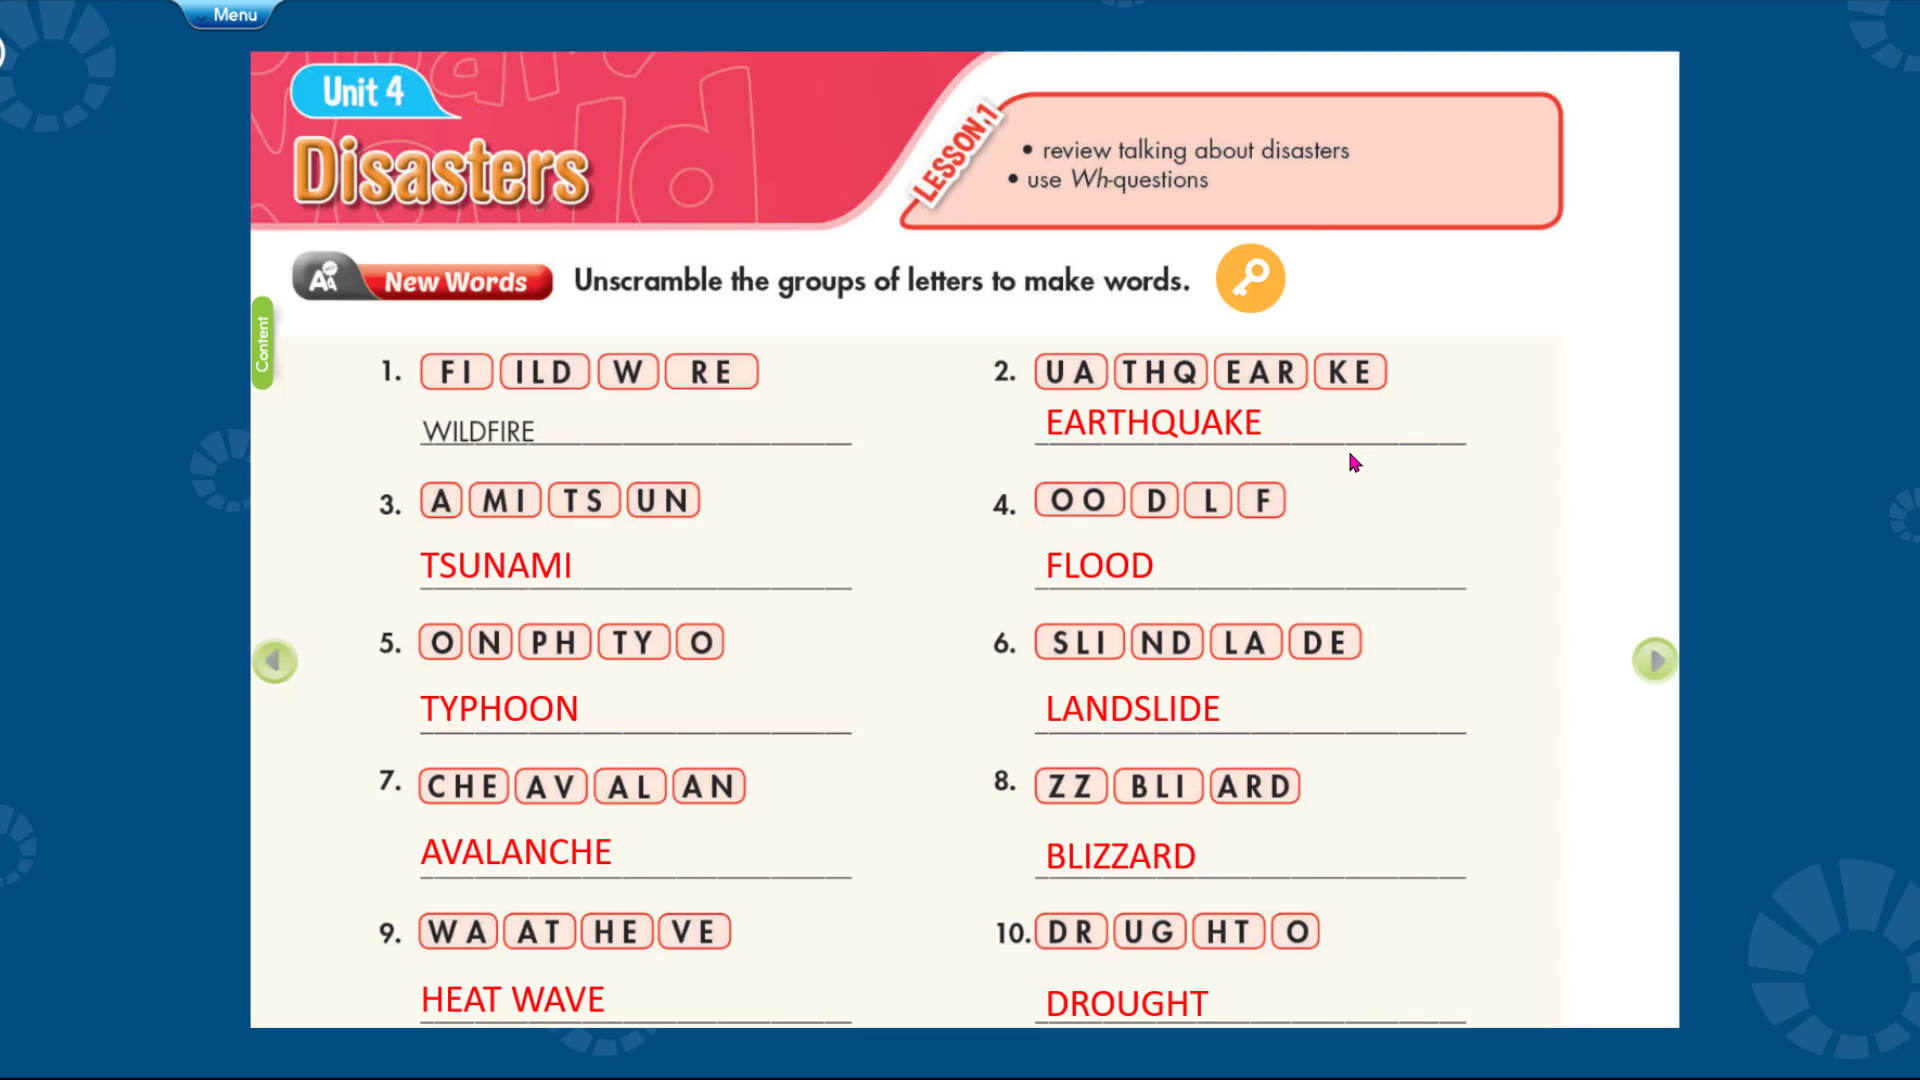 Menu
Unit 4
Disasters
LESSON 1
• review talking about disasters
• use Wh-questions
New Words
Unscramble the groups of letters to make words.
Content
1. FI ILD W RE
WILDFIRE
2. UA THQ EAR KE
EARTHQUAKE
3. A MI TS UN
TSUNAMI
4. OO D L F
FLOOD
5. O N PH TY O
TYPHOON
6. SLI ND LA DE
LANDSLIDE
7. CHE AV AL AN
AVALANCHE
8. ZZ BLI ARD
BLIZZARD
9. WA AT HE VE
HEAT WAVE
10. DR UG HT O
DROUGHT